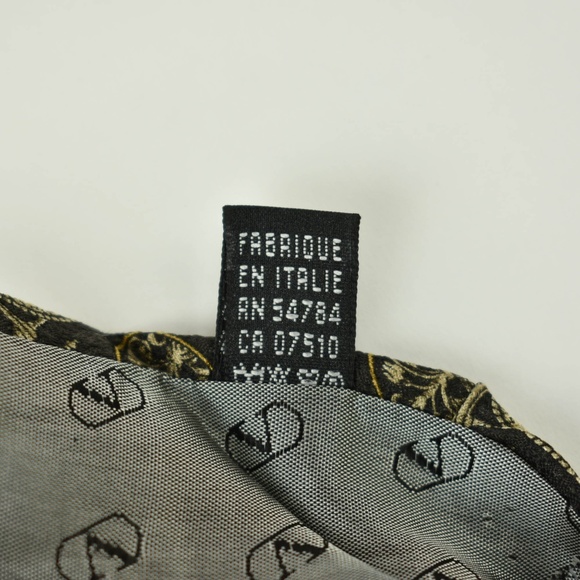 FABRIQUE
EN ITALIE
RN 54784
CA 07510